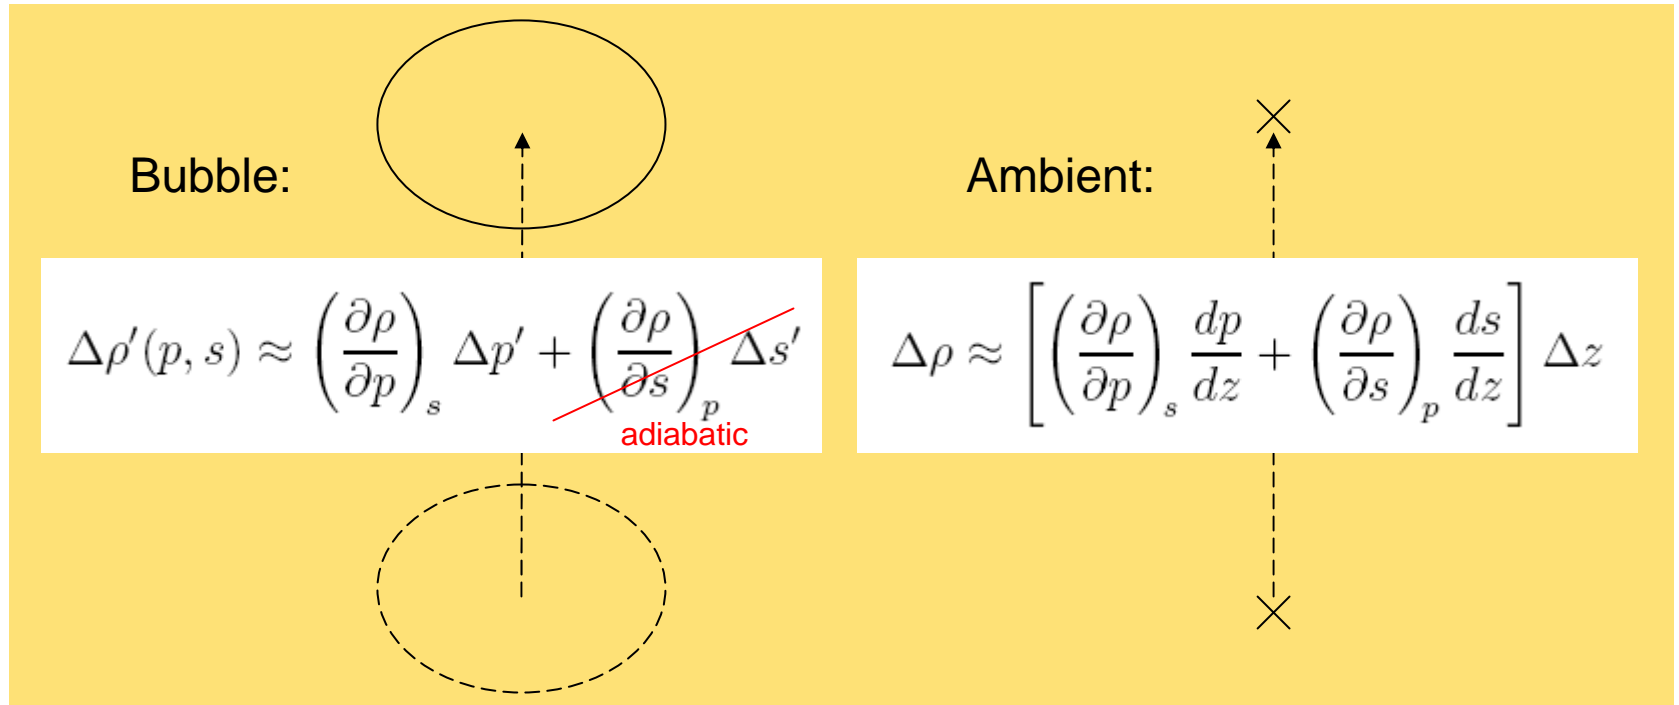 Bubble:
Ambient:
Δρ′(p, s) ≈ (∂ρ/∂p)_s Δp′ + (∂ρ/∂s)_p Δs′
adiabatic
Δρ ≈ [(∂ρ/∂p)_s dp/dz + (∂ρ/∂s)_p ds/dz] Δz